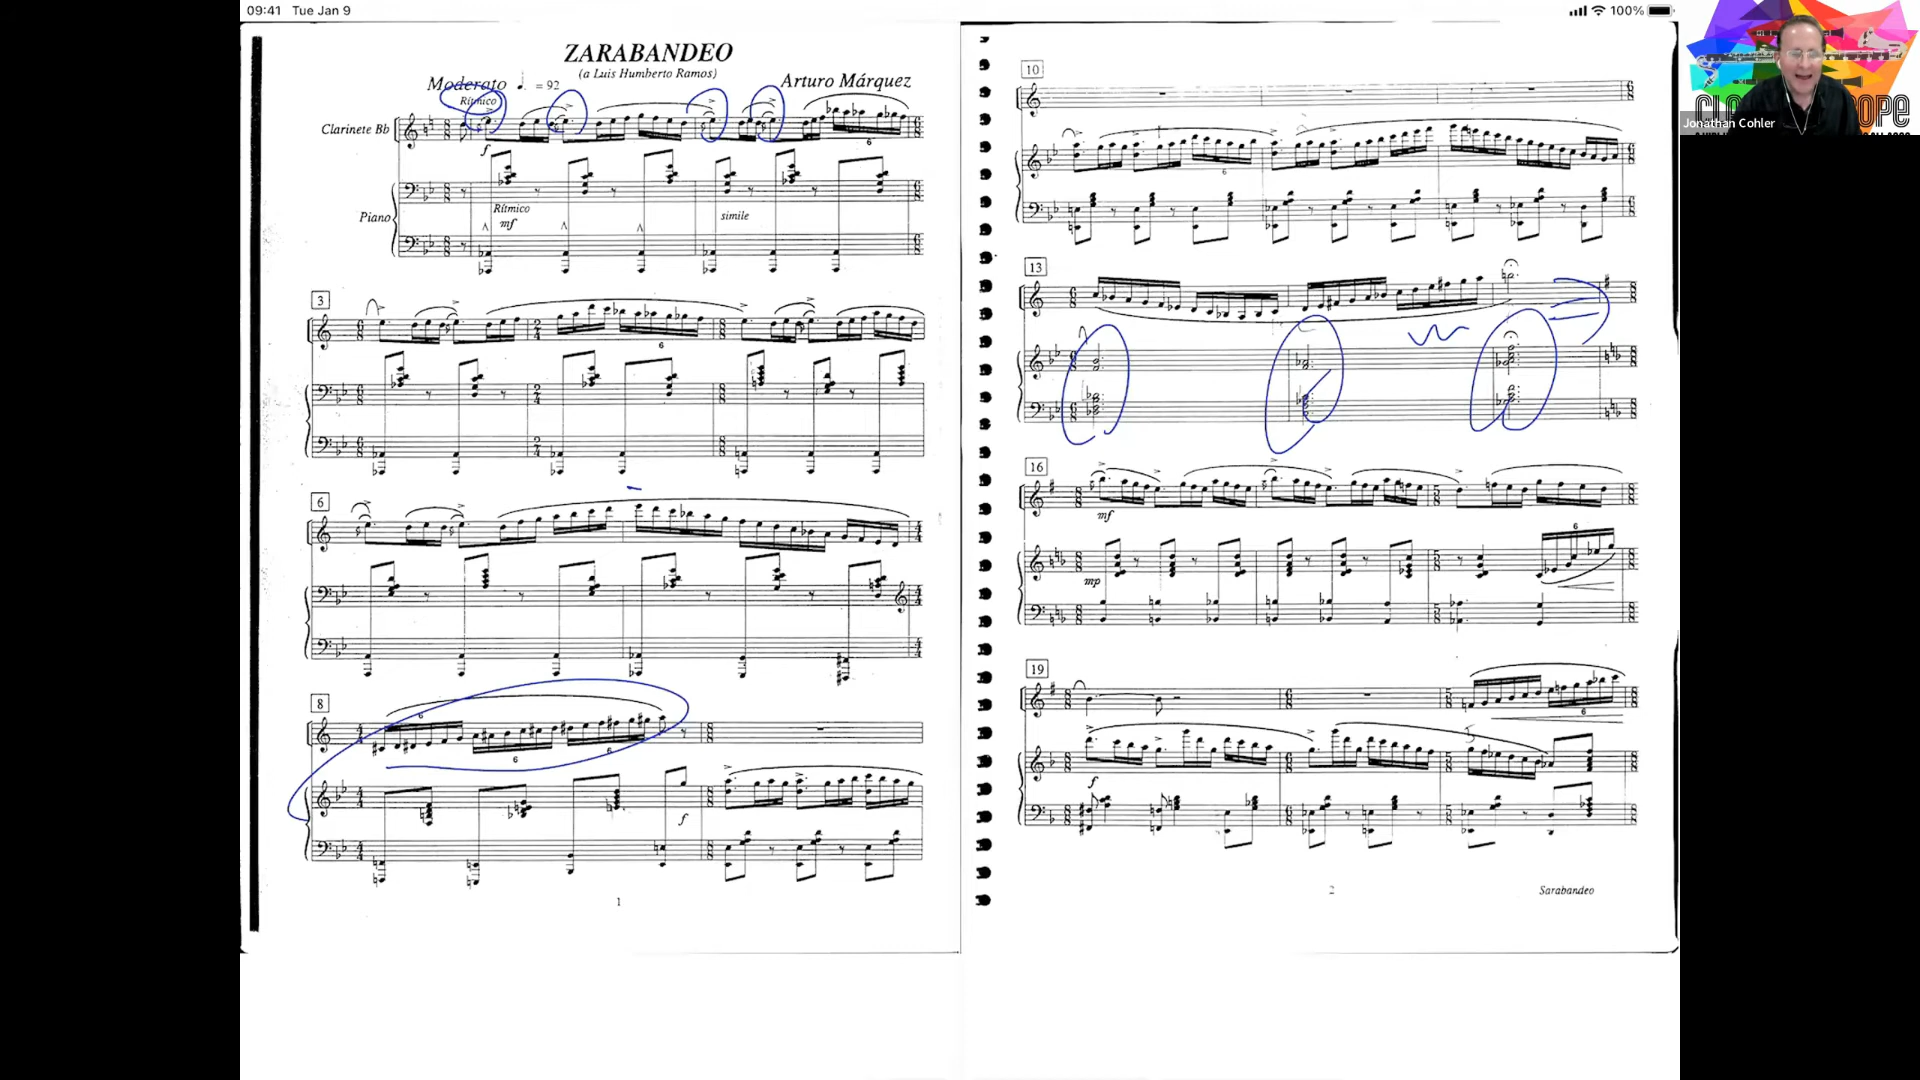 09:41 Tue Jan 9
100%
ZARABANDEO
(a Luis Humberto Ramos)
Moderato ♩. = 92
Arturo Márquez
Rítmico
Clarinete Bb
f
6
Piano
Rítmico
mf
simile
3
6
6
8
6
6
f
1
10
6
13
16
mf
6
mp
19
6
f
2
Sarabandeo
Jonathan Cohler